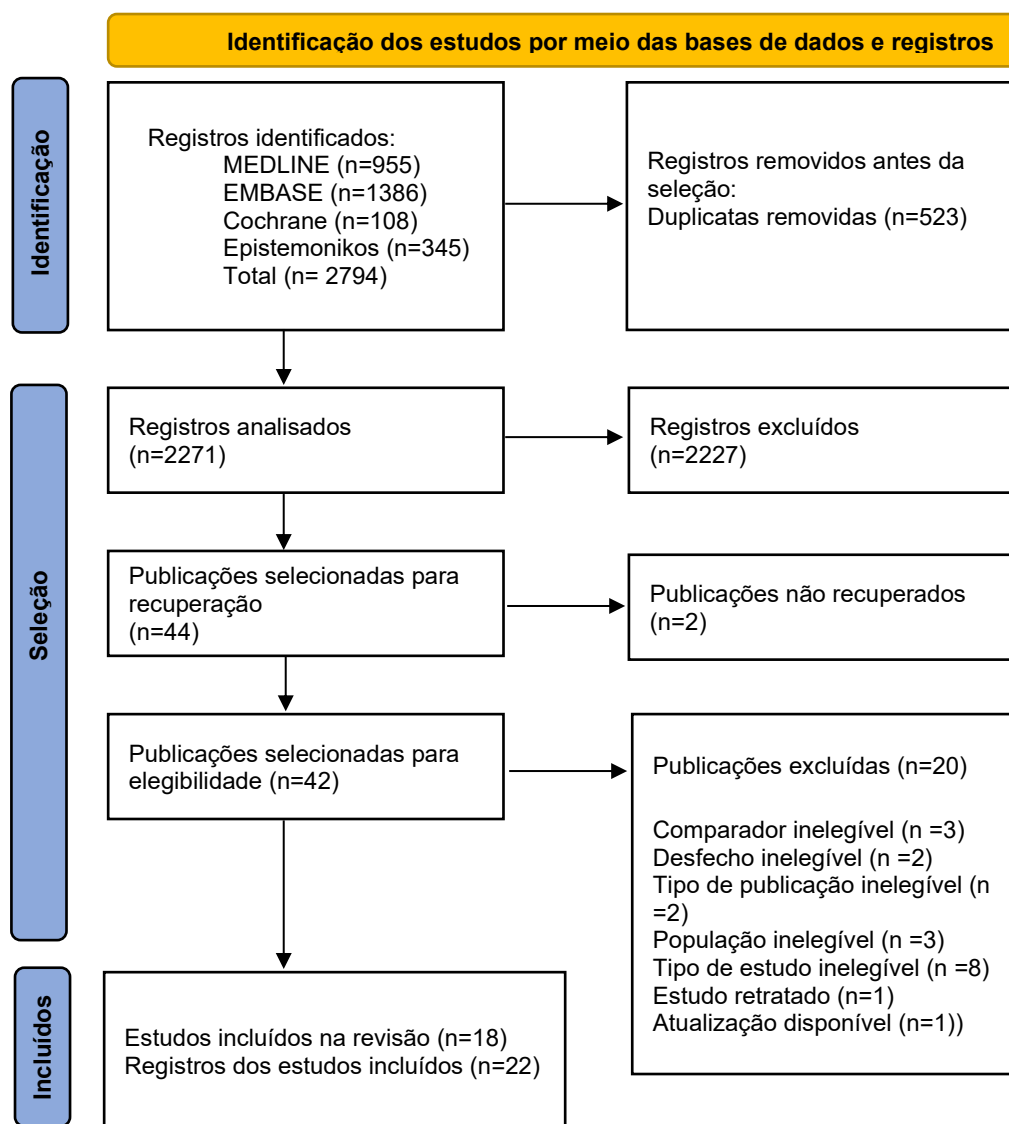 Identificação dos estudos por meio das bases de dados e registros
Identificação
Registros identificados:
MEDLINE (n=955)
EMBASE (n=1386)
Cochrane (n=108)
Epistemonikos (n=345)
Total (n= 2794)
Registros removidos antes da
seleção:
Duplicatas removidas (n=523)
Seleção
Registros analisados
(n=2271)
Registros excluídos
(n=2227)
Publicações selecionadas para
recuperação
(n=44)
Publicações não recuperados
(n=2)
Publicações selecionadas para
elegibilidade (n=42)
Publicações excluídas (n=20)
Comparador inelegível (n =3)
Desfecho inelegível (n =2)
Tipo de publicação inelegível (n
=2)
População inelegível (n =3)
Tipo de estudo inelegível (n =8)
Estudo retratado (n=1)
Atualização disponível (n=1))
Incluídos
Estudos incluídos na revisão (n=18)
Registros dos estudos incluídos (n=22)